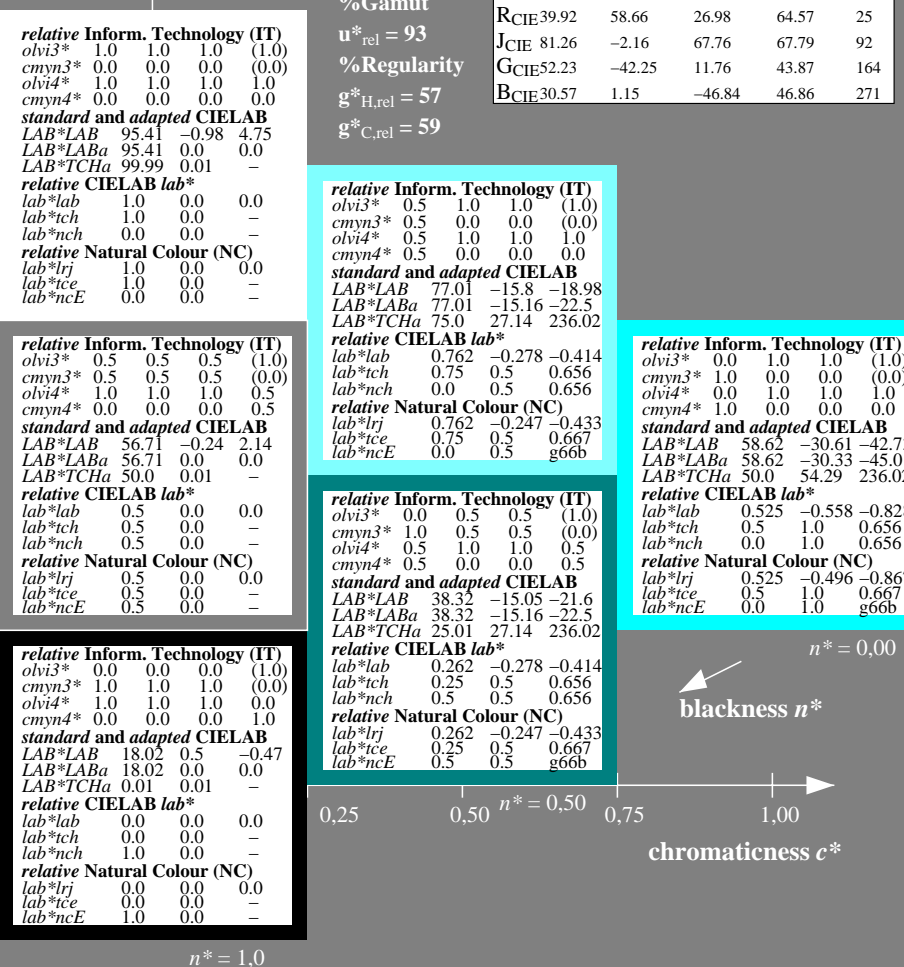 %Gamut
u*rel = 93
%Regularity
g*H,rel = 57
g*C,rel = 59
RCIE 39.92 58.66 26.98 64.57 25
JCIE 81.26 −2.16 67.76 67.79 92
GCIE 52.23 −42.25 11.76 43.87 164
BCIE 30.57 1.15 −46.84 46.86 271
relative Inform. Technology (IT)
olvi3* 1.0 1.0 1.0 (1.0)
cmyn3* 0.0 0.0 0.0 (0.0)
olvi4* 1.0 1.0 1.0 1.0
cmyn4* 0.0 0.0 0.0 0.0
standard and adapted CIELAB
LAB*LAB 95.41 −0.98 4.75
LAB*LABa 95.41 0.0 0.0
LAB*TCHa 99.99 0.01 –
relative CIELAB lab*
lab*lab 1.0 0.0 0.0
lab*tch 1.0 0.0 –
lab*nch 0.0 0.0 –
relative Natural Colour (NC)
lab*lrj 1.0 0.0 0.0
lab*tce 1.0 0.0 –
lab*ncE 0.0 0.0 –
relative Inform. Technology (IT)
olvi3* 0.5 1.0 1.0 (1.0)
cmyn3* 0.5 0.0 0.0 (0.0)
olvi4* 0.5 1.0 1.0 1.0
cmyn4* 0.5 0.0 0.0 0.0
standard and adapted CIELAB
LAB*LAB 77.01 −15.8 −18.98
LAB*LABa 77.01 −15.16 −22.5
LAB*TCHa 75.0 27.14 236.02
relative CIELAB lab*
lab*lab 0.762 −0.278 −0.414
lab*tch 0.75 0.5 0.656
lab*nch 0.0 0.5 0.656
relative Natural Colour (NC)
lab*lrj 0.762 −0.247 −0.433
lab*tce 0.75 0.5 0.667
lab*ncE 0.0 0.5 g66b
relative Inform. Technology (IT)
olvi3* 0.5 0.5 0.5 (1.0)
cmyn3* 0.5 0.5 0.5 (0.0)
olvi4* 1.0 1.0 1.0 0.5
cmyn4* 0.0 0.0 0.0 0.5
standard and adapted CIELAB
LAB*LAB 56.71 −0.24 2.14
LAB*LABa 56.71 0.0 0.0
LAB*TCHa 50.0 0.01 –
relative CIELAB lab*
lab*lab 0.5 0.0 0.0
lab*tch 0.5 0.0 –
lab*nch 0.5 0.0 –
relative Natural Colour (NC)
lab*lrj 0.5 0.0 0.0
lab*tce 0.5 0.0 –
lab*ncE 0.5 0.0 –
relative Inform. Technology (IT)
olvi3* 0.0 1.0 1.0 (1.0)
cmyn3* 1.0 0.0 0.0 (0.0)
olvi4* 0.0 1.0 1.0 1.0
cmyn4* 1.0 0.0 0.0 0.0
standard and adapted CIELAB
LAB*LAB 58.62 −30.61
LAB*LABa 58.62 −30.33
LAB*TCHa 50.0 54.29 236.02
relative CIELAB lab*
lab*lab 0.525 −0.558
lab*tch 0.5 1.0 0.656
lab*nch 0.0 1.0 0.656
relative Natural Colour (NC)
lab*lrj 0.525 −0.496
lab*tce 0.5 1.0 0.667
lab*ncE 0.0 1.0 g66b
relative Inform. Technology (IT)
olvi3* 0.0 0.5 0.5 (1.0)
cmyn3* 1.0 0.5 0.5 (0.0)
olvi4* 0.5 1.0 1.0 0.5
cmyn4* 0.5 0.0 0.0 0.5
standard and adapted CIELAB
LAB*LAB 38.32 −15.05 −21.6
LAB*LABa 38.32 −15.16 −22.5
LAB*TCHa 25.01 27.14 236.02
relative CIELAB lab*
lab*lab 0.262 −0.278 −0.414
lab*tch 0.25 0.5 0.656
lab*nch 0.5 0.5 0.656
relative Natural Colour (NC)
lab*lrj 0.262 −0.247 −0.433
lab*tce 0.25 0.5 0.667
lab*ncE 0.5 0.5 g66b
relative Inform. Technology (IT)
olvi3* 0.0 0.0 0.0 (1.0)
cmyn3* 1.0 1.0 1.0 (0.0)
olvi4* 1.0 1.0 1.0 0.0
cmyn4* 0.0 0.0 0.0 1.0
standard and adapted CIELAB
LAB*LAB 18.02 0.5 −0.47
LAB*LABa 18.02 0.0 0.0
LAB*TCHa 0.01 0.01 –
relative CIELAB lab*
lab*lab 0.0 0.0 0.0
lab*tch 0.0 0.0 –
lab*nch 1.0 0.0 –
relative Natural Colour (NC)
lab*lrj 0.0 0.0 0.0
lab*tce 0.0 0.0 –
lab*ncE 1.0 0.0 –
n* = 0,00
blackness n*
0,25 0,50 n* = 0,50 0,75 1,00
chromaticness c*
n* = 1,0